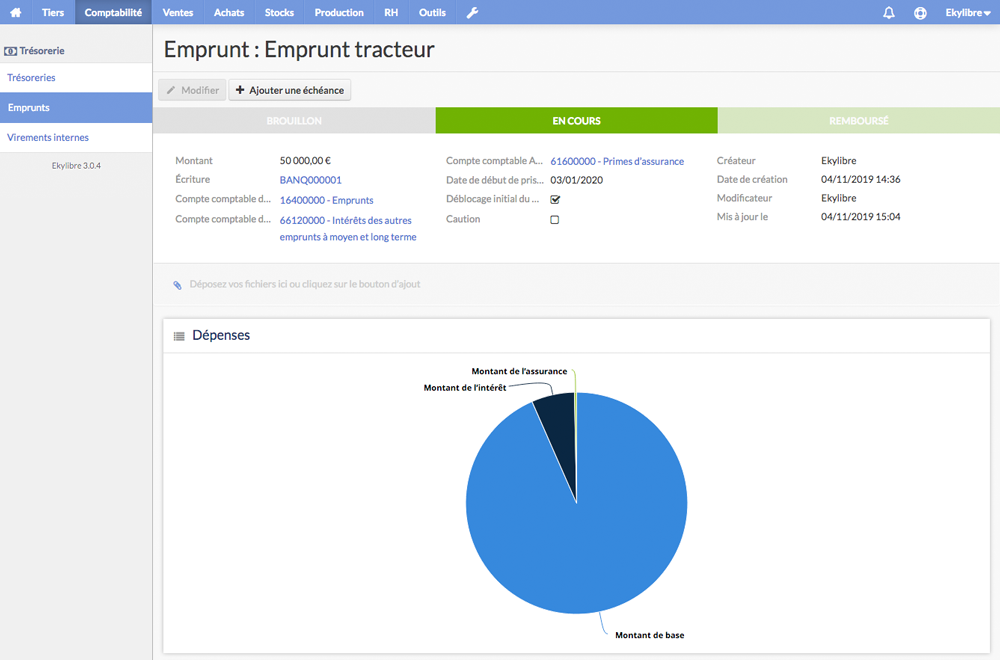 Tiers Comptabilité Ventes Achats Stocks Production RH Outils Ekylibre
Trésorerie
Trésoreries
Emprunts
Virements internes
Ekylibre 3.0.4
Emprunt : Emprunt tracteur
Modifier Ajouter une échéance
BROUILLON EN COURS REMBOURSÉ
Montant 50 000,00 €
Écriture BANQ000001
Compte comptable d... 16400000 - Emprunts
Compte comptable d... 66120000 - Intérêts des autres
emprunts à moyen et long terme
Compte comptable A... 61600000 - Primes d'assurance
Date de début de pris... 03/01/2020
Déblocage initial du ...
Caution
Créateur Ekylibre
Date de création 04/11/2019 14:36
Modificateur Ekylibre
Mis à jour le 04/11/2019 15:04
Déposez vos fichiers ici ou cliquez sur le bouton d'ajout
Dépenses
Montant de l'assurance
Montant de l'intérêt
Montant de base